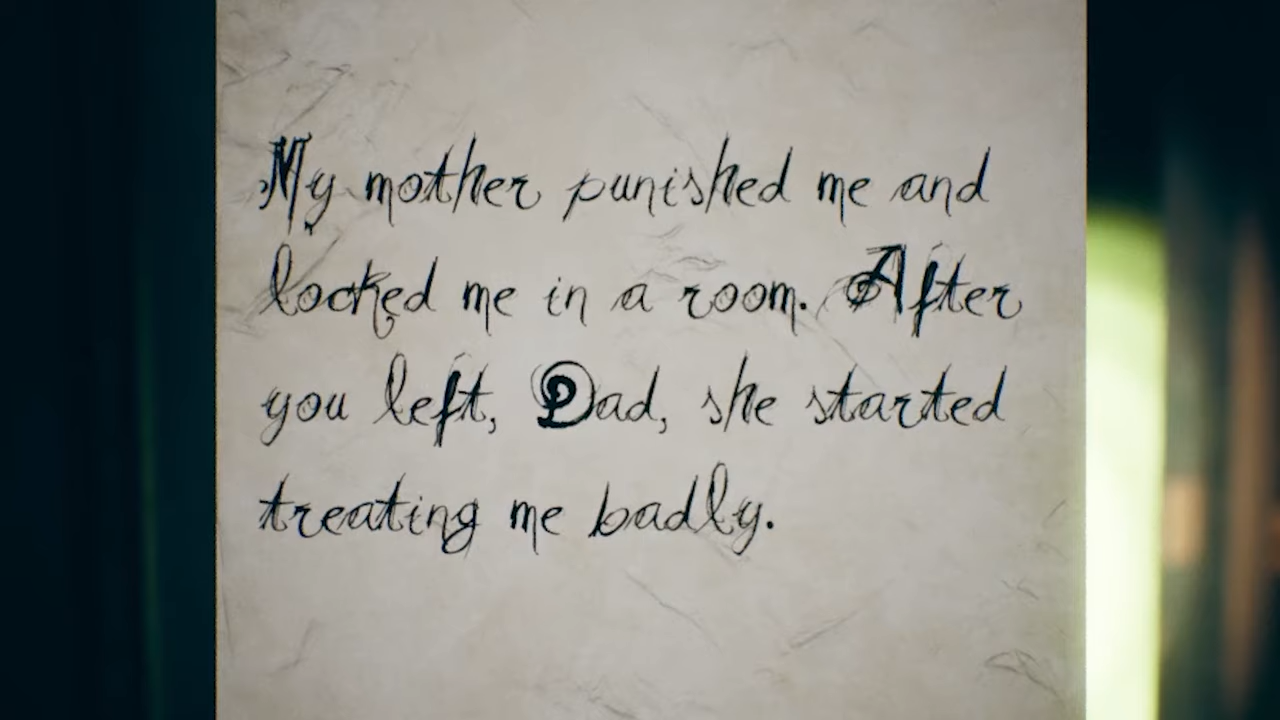 My mother punished me and
locked me in a room. After
you left, Dad, she started
treating me badly.